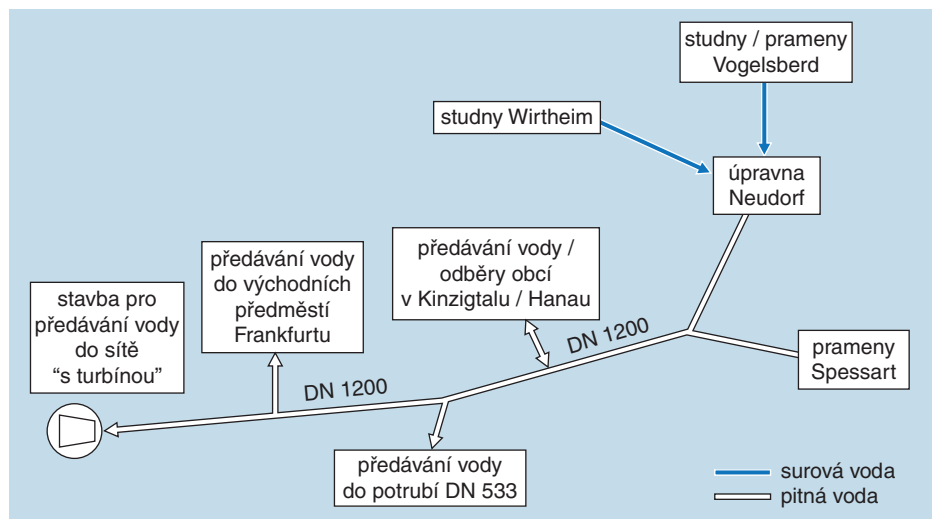 studny / prameny
Vogelsberd
studny Wirtheim
úpravna
Neudorf
předávání vody /
odběry obcí
v Kinzigtalu / Hanau
předávání vody
do východních
předměstí
Frankfurtu
stavba pro
předávání vody
do sítě
“s turbínou”
DN 1200
DN 1200
prameny
Spessart
předávání vody
do potrubí DN 533
surová voda
pitná voda